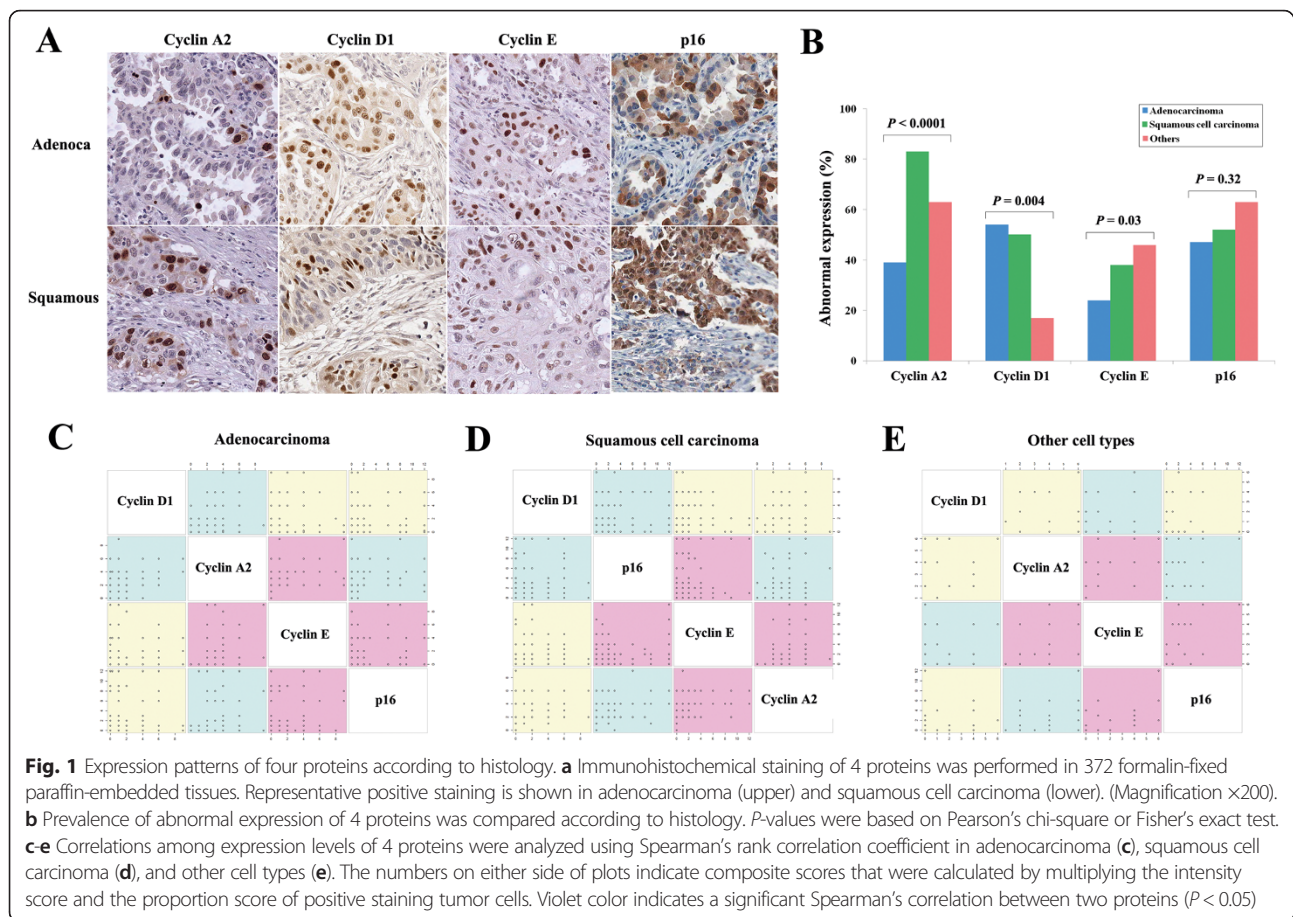 A
Cyclin A2 Cyclin D1 Cyclin E p16
Adenoca
Squamous
B
Abnormal expression (%)
100
80
60
40
20
0
Adenocarcinoma
Squamous cell carcinoma
Others
P < 0.0001
P = 0.004
P = 0.03
P = 0.32
Cyclin A2 Cyclin D1 Cyclin E p16
C
Adenocarcinoma
Cyclin D1
Cyclin A2
Cyclin E
p16
D
Squamous cell carcinoma
Cyclin D1
p16
Cyclin E
Cyclin A2
E
Other cell types
Cyclin D1
Cyclin A2
Cyclin E
p16
Fig. 1 Expression patterns of four proteins according to histology. a Immunohistochemical staining of 4 proteins was performed in 372 formalin-fixed
paraffin-embedded tissues. Representative positive staining is shown in adenocarcinoma (upper) and squamous cell carcinoma (lower). (Magnification ×200).
b Prevalence of abnormal expression of 4 proteins was compared according to histology. P-values were based on Pearson's chi-square or Fisher's exact test.
c-e Correlations among expression levels of 4 proteins were analyzed using Spearman's rank correlation coefficient in adenocarcinoma (c), squamous cell
carcinoma (d), and other cell types (e). The numbers on either side of plots indicate composite scores that were calculated by multiplying the intensity
score and the proportion score of positive staining tumor cells. Violet color indicates a significant Spearman's correlation between two proteins (P < 0.05)